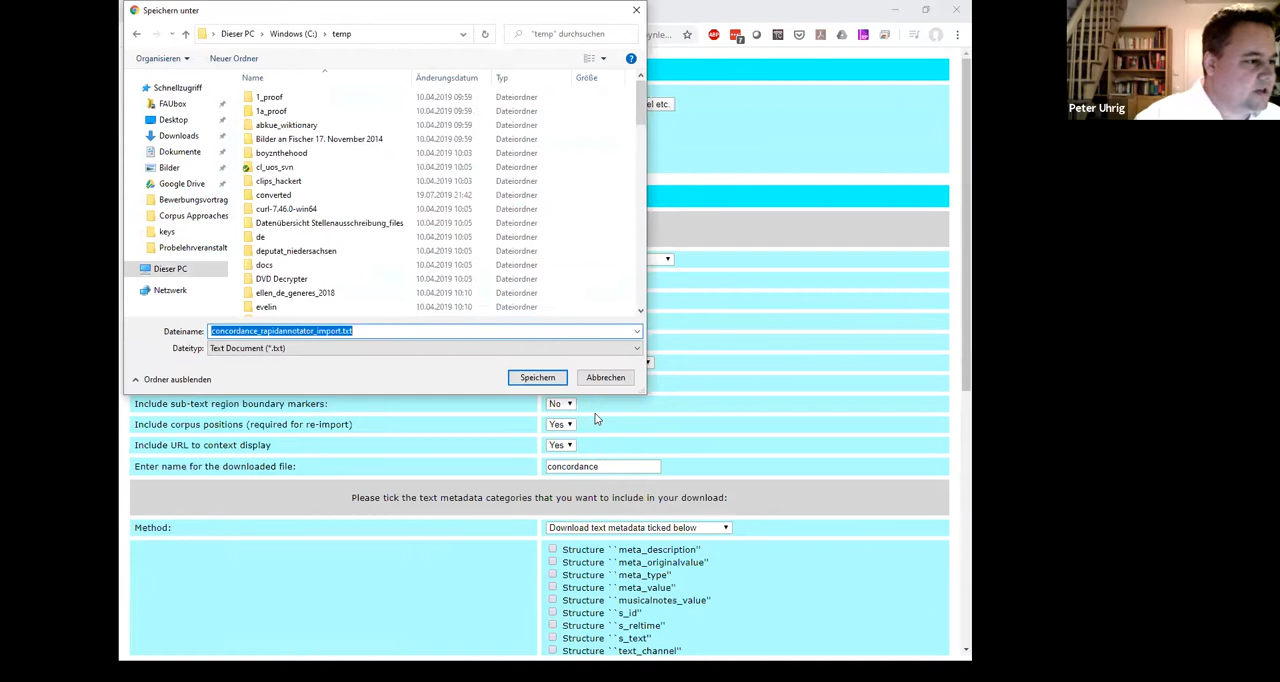 Speichern unter
Dieser PC
Windows (C:)
temp
"temp" durchsuchen
Organisieren
Neuer Ordner
Name
Änderungsdatum
Typ
Größe
Schnellzugriff
FAUbox
Desktop
Downloads
Dokumente
Bilder
Google Drive
Bewerbungsvortrag
Corpus Approaches
keys
Probelehrveranstalt
Dieser PC
Netzwerk
1_proof 10.04.2019 09:59 Dateiordner
1a_proof 10.04.2019 09:59 Dateiordner
abkue_wiktionary 10.04.2019 09:59 Dateiordner
Bilder an Fischer 17. November 2014 10.04.2019 09:59 Dateiordner
boyznthehood 10.04.2019 10:03 Dateiordner
cl_uos_svn 10.04.2019 10:05 Dateiordner
clips_hackert 10.04.2019 10:03 Dateiordner
converted 19.07.2019 21:42 Dateiordner
curl-7.46.0-win64 10.04.2019 10:05 Dateiordner
Datenübersicht Stellenausschreibung_files 10.04.2019 10:05 Dateiordner
de 10.04.2019 10:05 Dateiordner
deputat_niedersachsen 10.04.2019 10:05 Dateiordner
docs 10.04.2019 10:05 Dateiordner
DVD Decrypter 10.04.2019 10:03 Dateiordner
ellen_de_generes_2018 10.04.2019 10:10 Dateiordner
evelin 10.04.2019 10:10 Dateiordner
Dateiname: concordance_rapidannotator_import.txt
Dateityp: Text Document (*.txt)
Ordner ausblenden
Speichern
Abbrechen
el etc.
Include sub-text region boundary markers: No
Include corpus positions (required for re-import) Yes
Include URL to context display Yes
Enter name for the downloaded file: concordance
Please tick the text metadata categories that you want to include in your download:
Method: Download text metadata ticked below
Structure ``meta_description''
Structure ``meta_originalvalue''
Structure ``meta_type''
Structure ``meta_value''
Structure ``musicalnotes_value''
Structure ``s_id''
Structure ``s_reltime''
Structure ``s_text''
Structure ``text_channel''
Peter Uhrig